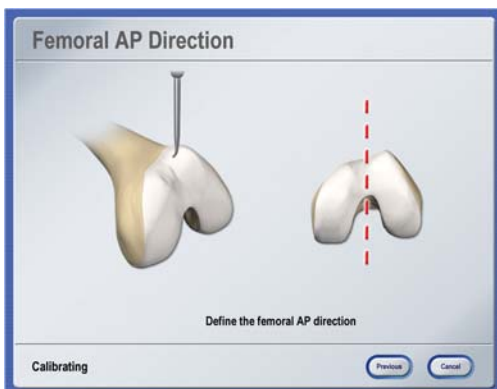 Femoral AP Direction
Define the femoral AP direction
Calibrating
Previous
Cancel